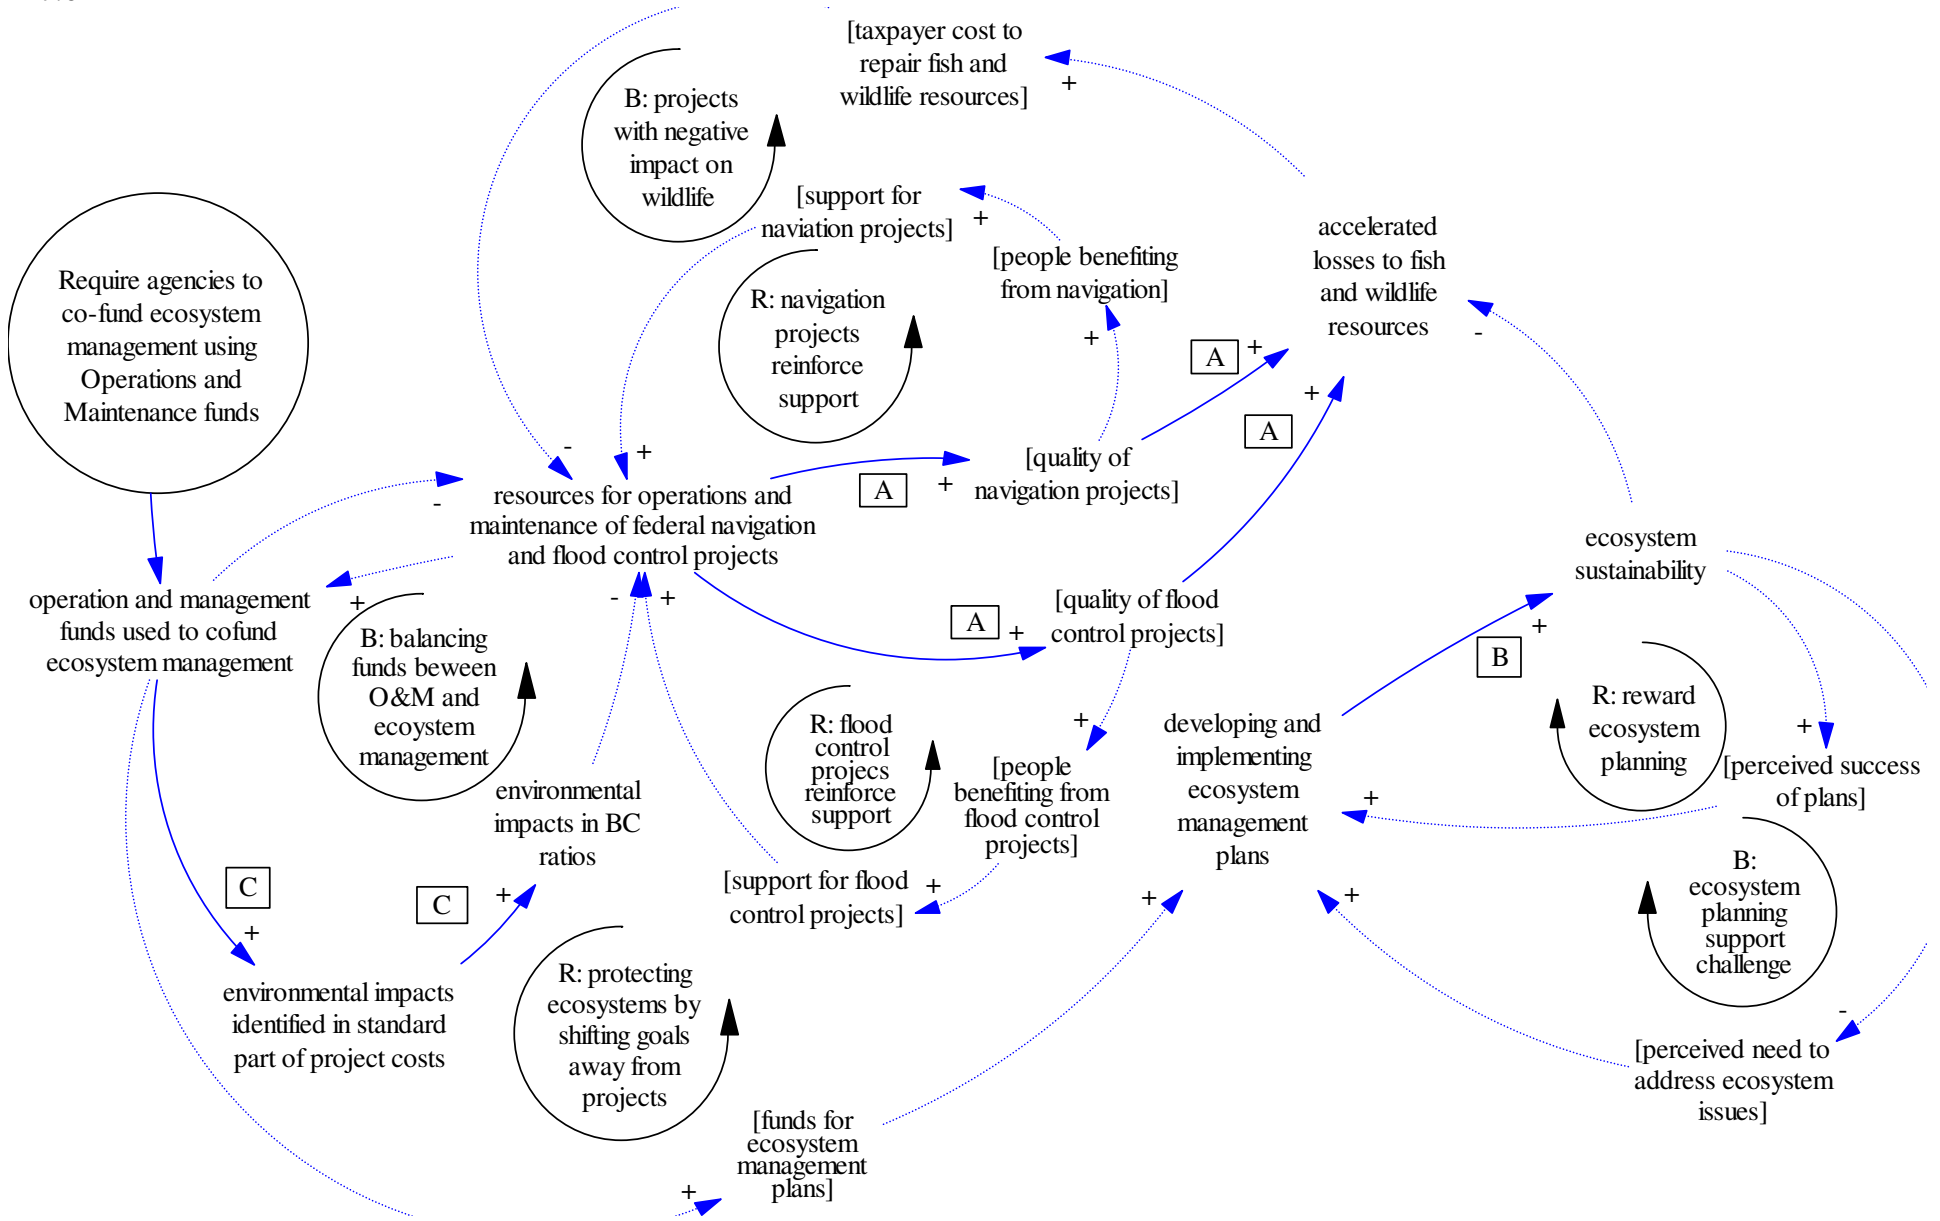 [taxpayer cost to
repair fish and
wildlife resources]
+
B: projects
with negative
impact on
wildlife
[support for
naviation projects]
+
[people benefiting
from navigation]
accelerated
losses to fish
and wildlife
resources
-
Require agencies to
co-fund ecosystem
management using
Operations and
Maintenance funds
R: navigation
projects
reinforce
support
+
A
+
+
A
-
+
resources for operations and
maintenance of federal navigation
and flood control projects
-
A
+
[quality of
navigation projects]
ecosystem
sustainability
operation and management
funds used to cofund
ecosystem management
+
-
+
A
+
[quality of flood
control projects]
+
B
B: balancing
funds beween
O&M and
ecoystem
management
R: flood
control
projecs
reinforce
support
+
[people
benefiting from
flood control
projects]
developing and
implementing
ecosystem
management
plans
+
R: reward
ecosystem
planning
+
[perceived success
of plans]
environmental
impacts in BC
ratios
[support for flood
control projects]
+
+
+
B:
ecosystem
planning
support
challenge
C
+
C
+
environmental impacts
identified in standard
part of project costs
R: protecting
ecosystems by
shifting goals
away from
projects
-
[perceived need to
address ecosystem
issues]
[funds for
ecosystem
management
plans]
+